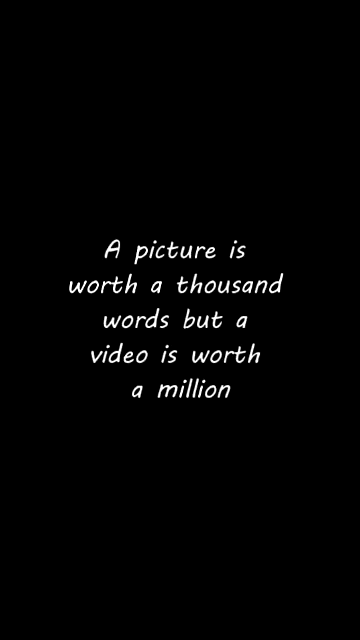 A picture is
worth a thousand
words but a
video is worth
a million